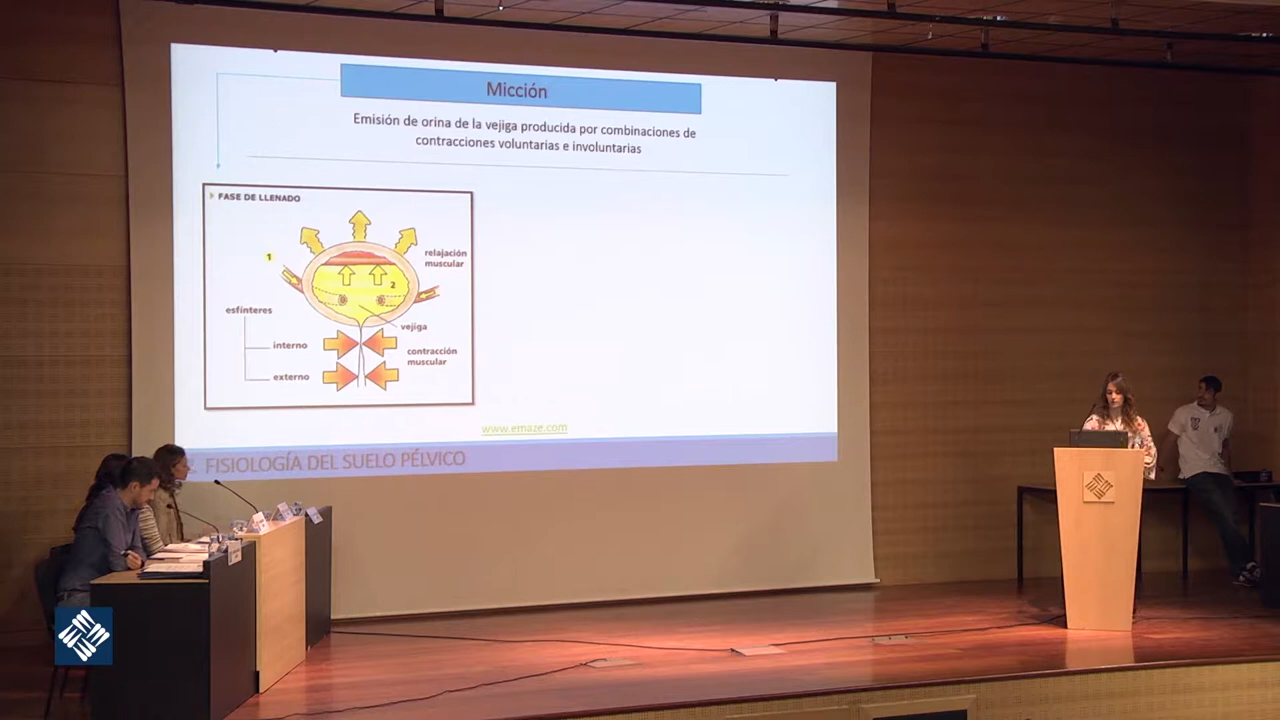 Micción
Emisión de orina de la vejiga producida por combinaciones de
contracciones voluntarias e involuntarias
FASE DE LLENADO
1
relajación
muscular
2
esfínteres
vejiga
interno
contracción
muscular
externo
www.emaze.com
FISIOLOGÍA DEL SUELO PÉLVICO